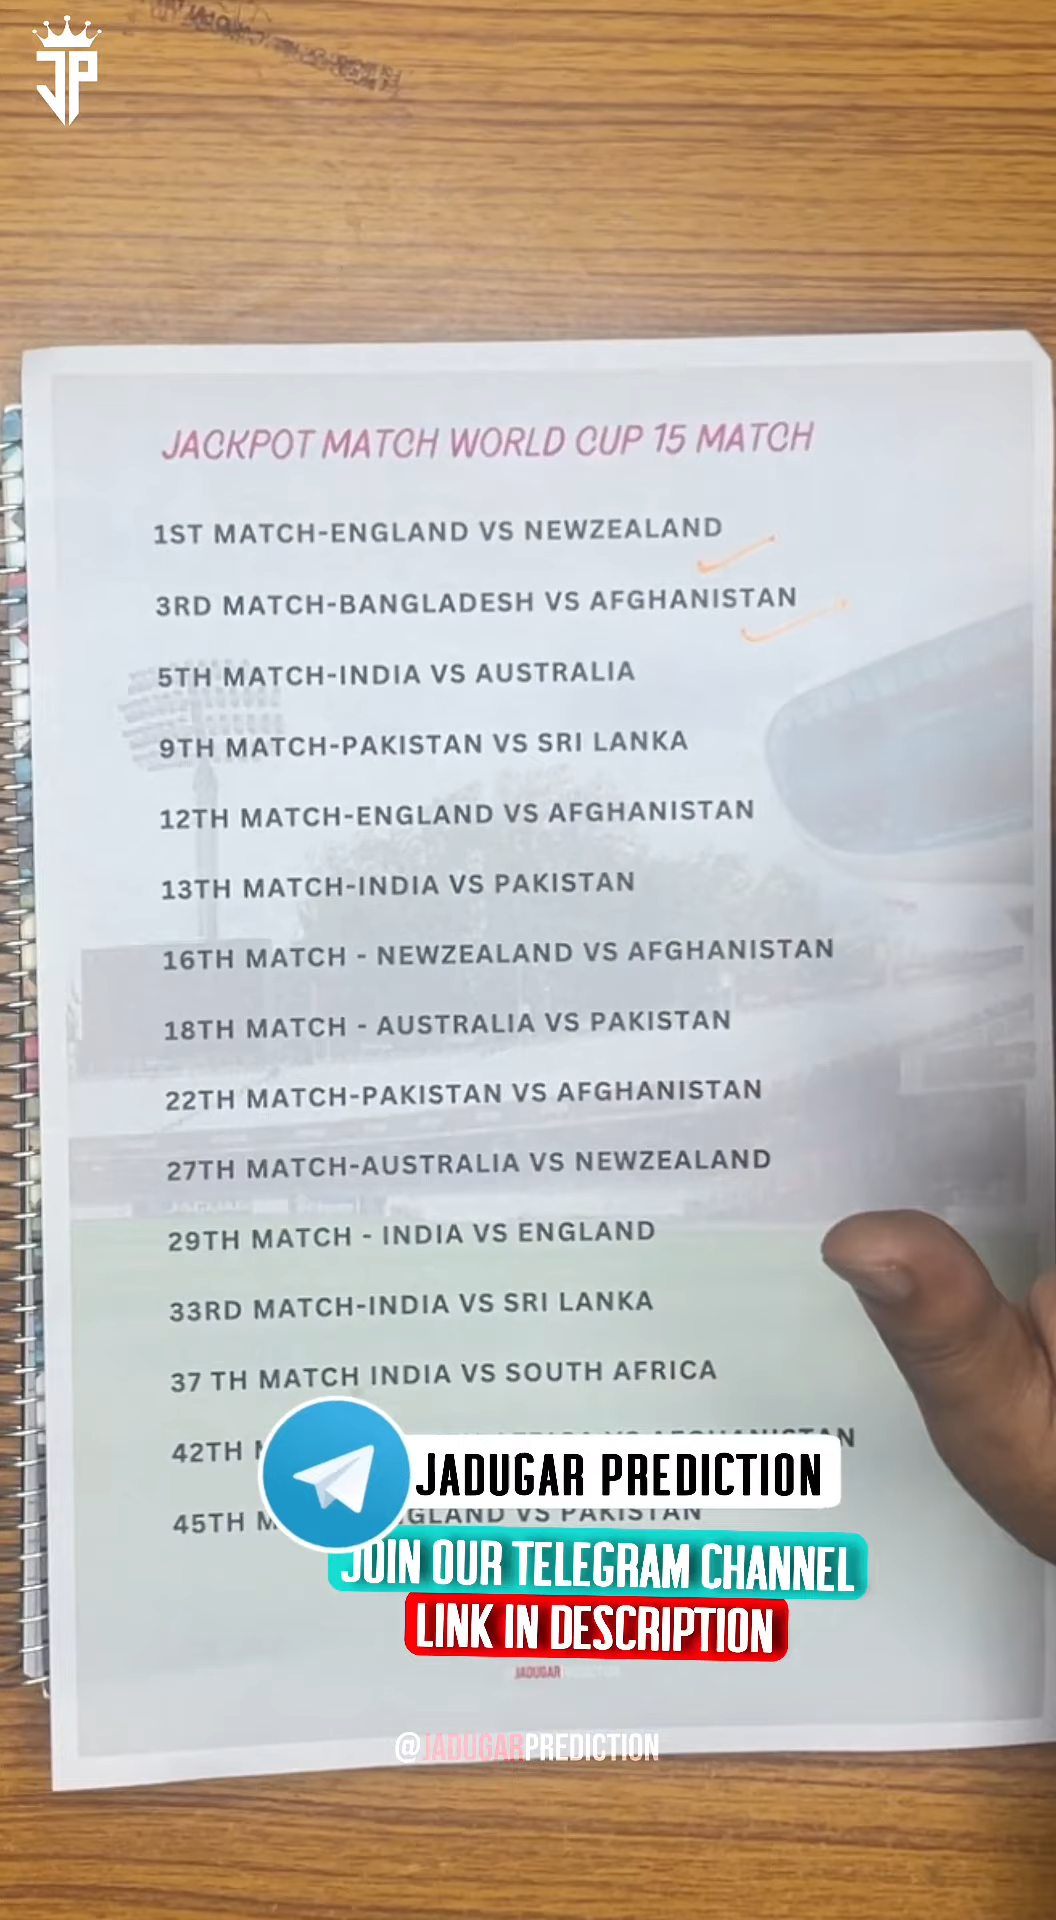 JP
JACKPOT MATCH WORLD CUP 15 MATCH
1ST MATCH-ENGLAND VS NEWZEALAND
3RD MATCH-BANGLADESH VS AFGHANISTAN
5TH MATCH-INDIA VS AUSTRALIA
9TH MATCH-PAKISTAN VS SRI LANKA
12TH MATCH-ENGLAND VS AFGHANISTAN
13TH MATCH-INDIA VS PAKISTAN
16TH MATCH - NEWZEALAND VS AFGHANISTAN
18TH MATCH - AUSTRALIA VS PAKISTAN
22TH MATCH-PAKISTAN VS AFGHANISTAN
27TH MATCH-AUSTRALIA VS NEWZEALAND
29TH MATCH - INDIA VS ENGLAND
33RD MATCH-INDIA VS SRI LANKA
37 TH MATCH INDIA VS SOUTH AFRICA
42TH
JADUGAR PREDICTION
45TH VS PAKISTAN
JOIN OUR TELEGRAM CHANNEL
LINK IN DESCRIPTION
JADUGAR
@JADUGARPREDICTION